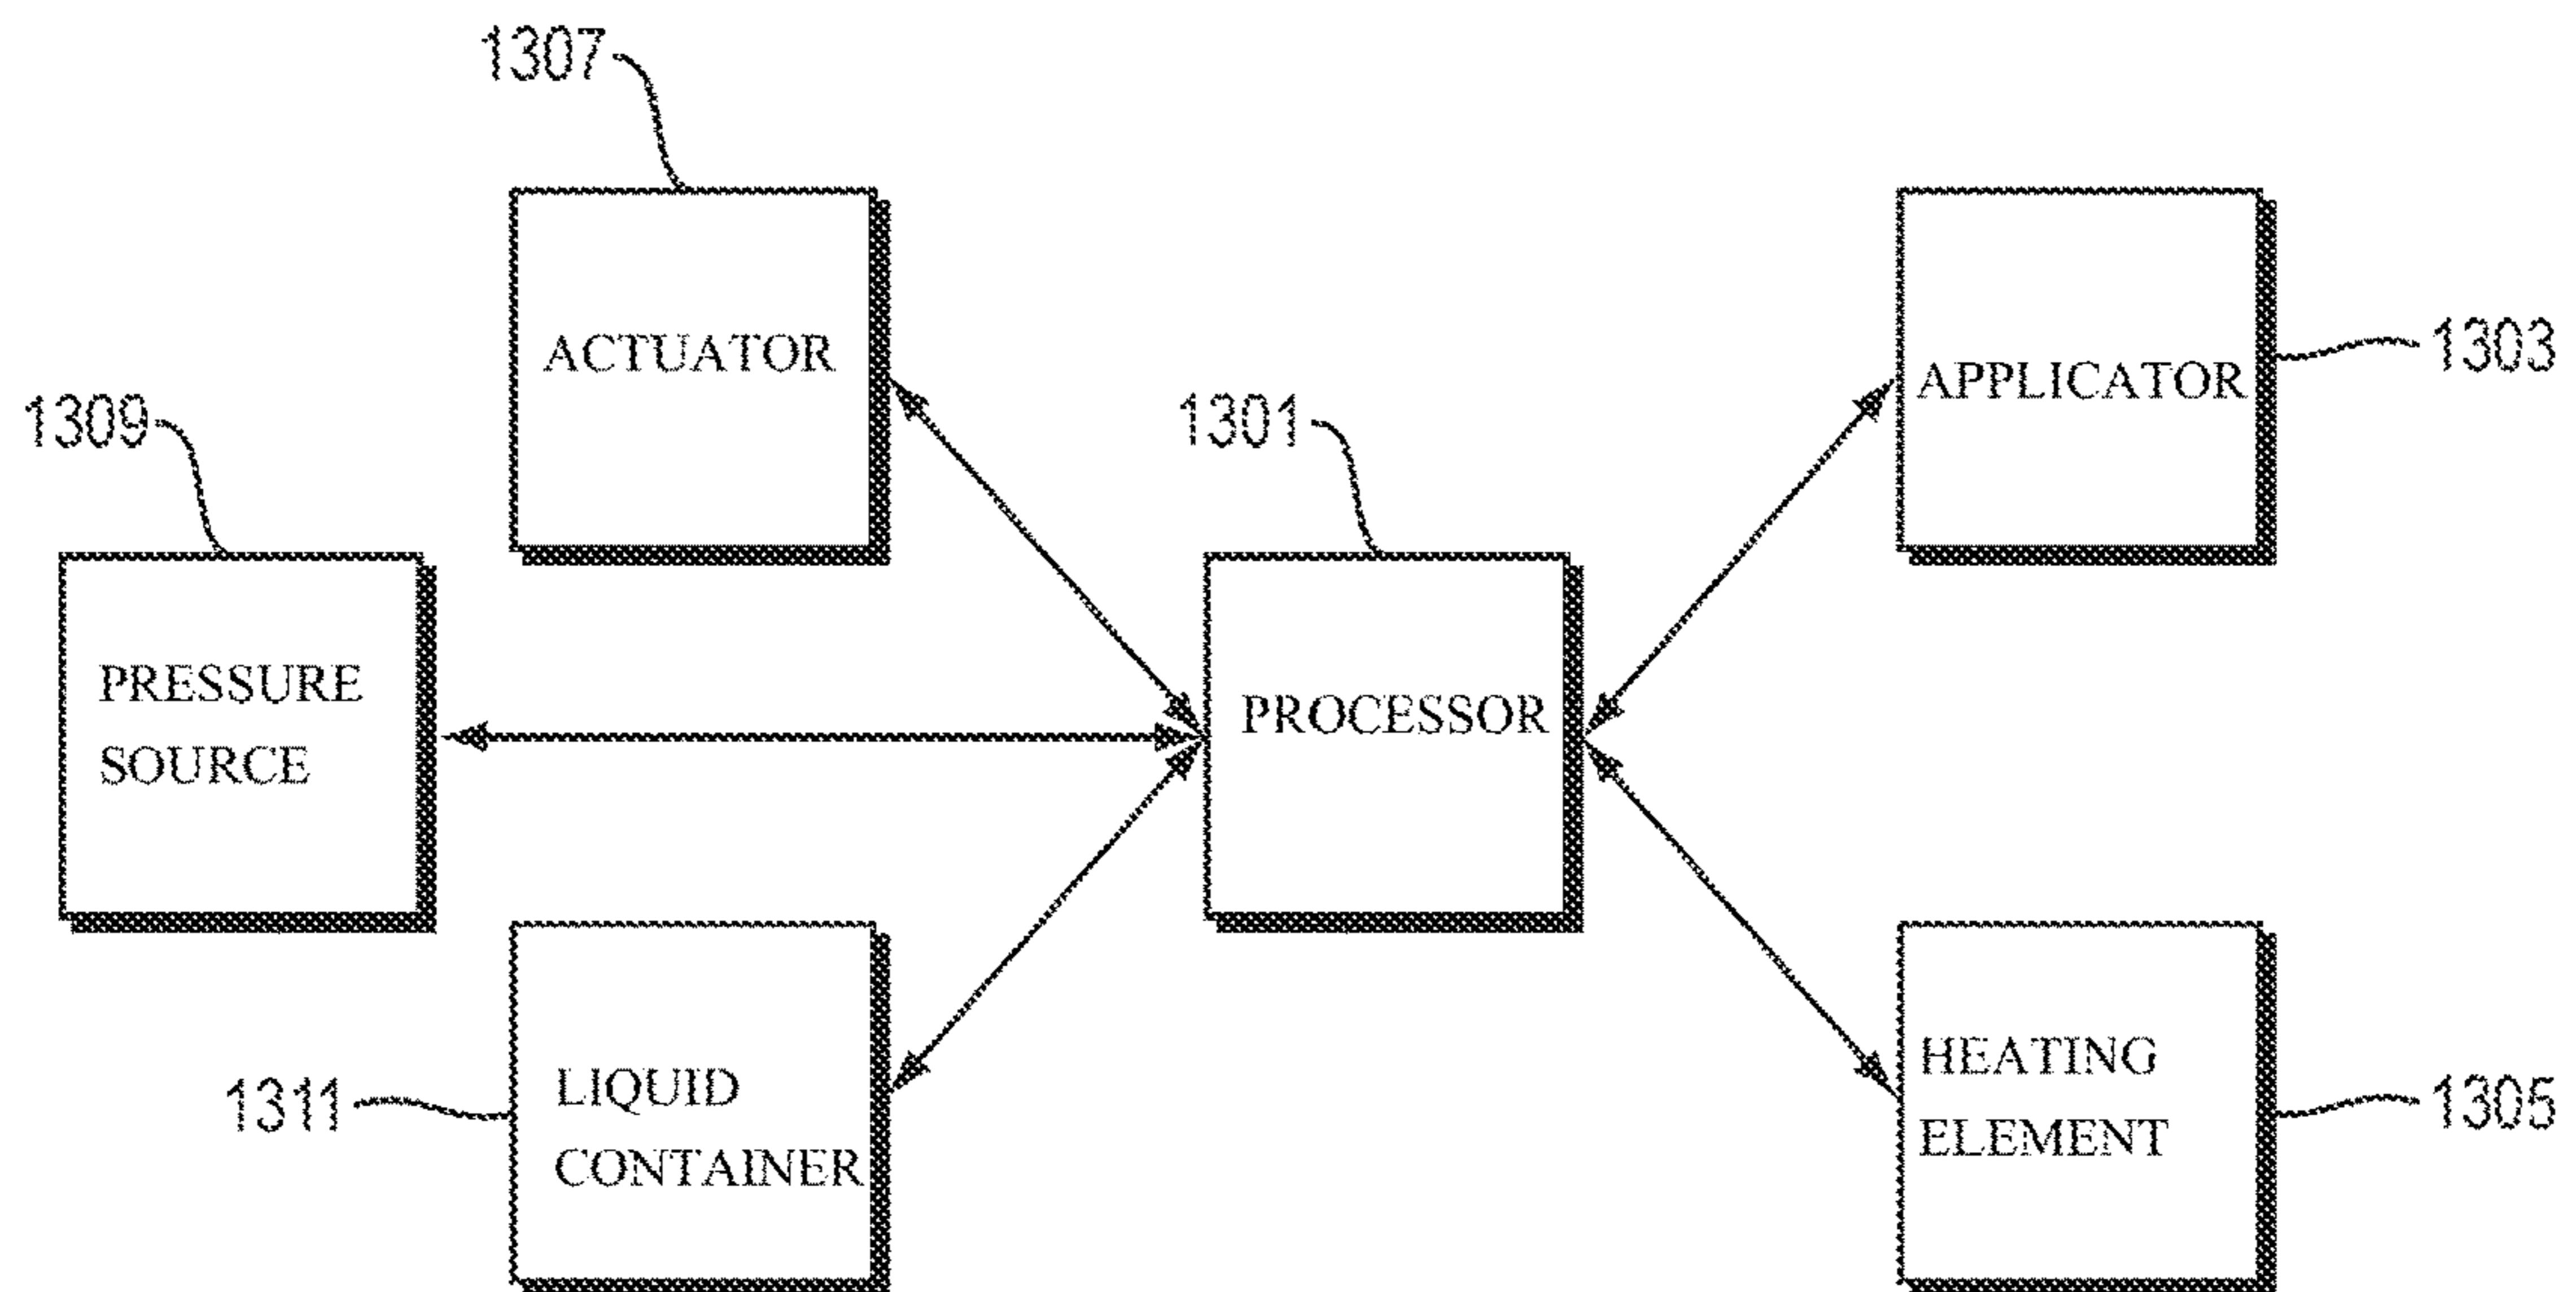 1307
ACTUATOR
1303
APPLICATOR
1309
PRESSURE
SOURCE
1301
PROCESSOR
1311
LIQUID
CONTAINER
HEATING
ELEMENT
1305